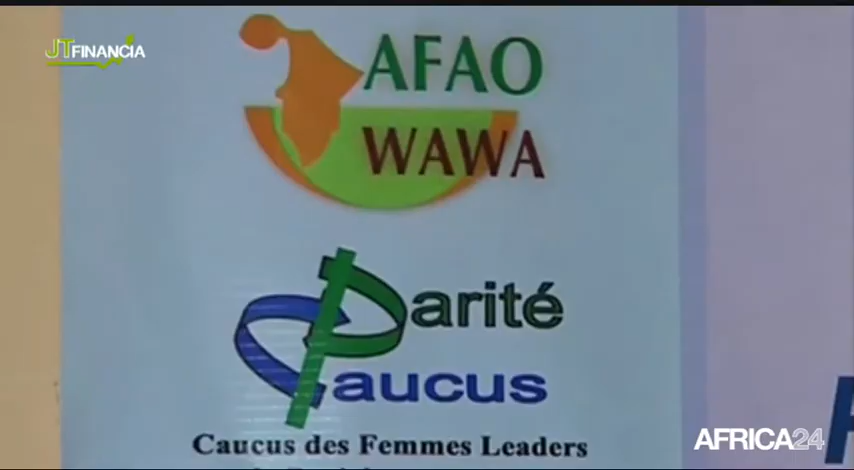 JTFINANCIA
AFAO
WAWA
Parité
Caucus
Caucus des Femmes Leaders
AFRICA24